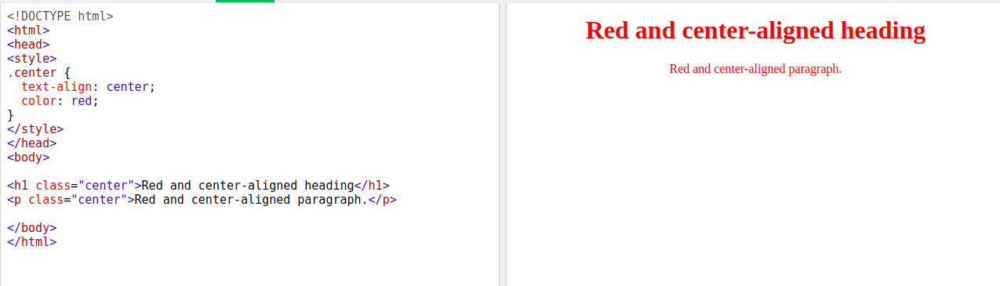 <!DOCTYPE html>
<html>
<head>
<style>
.center {
  text-align: center;
  color: red;
}
</style>
</head>
<body>

<h1 class="center">Red and center-aligned heading</h1>
<p class="center">Red and center-aligned paragraph.</p>

</body>
</html>
Red and center-aligned heading
Red and center-aligned paragraph.